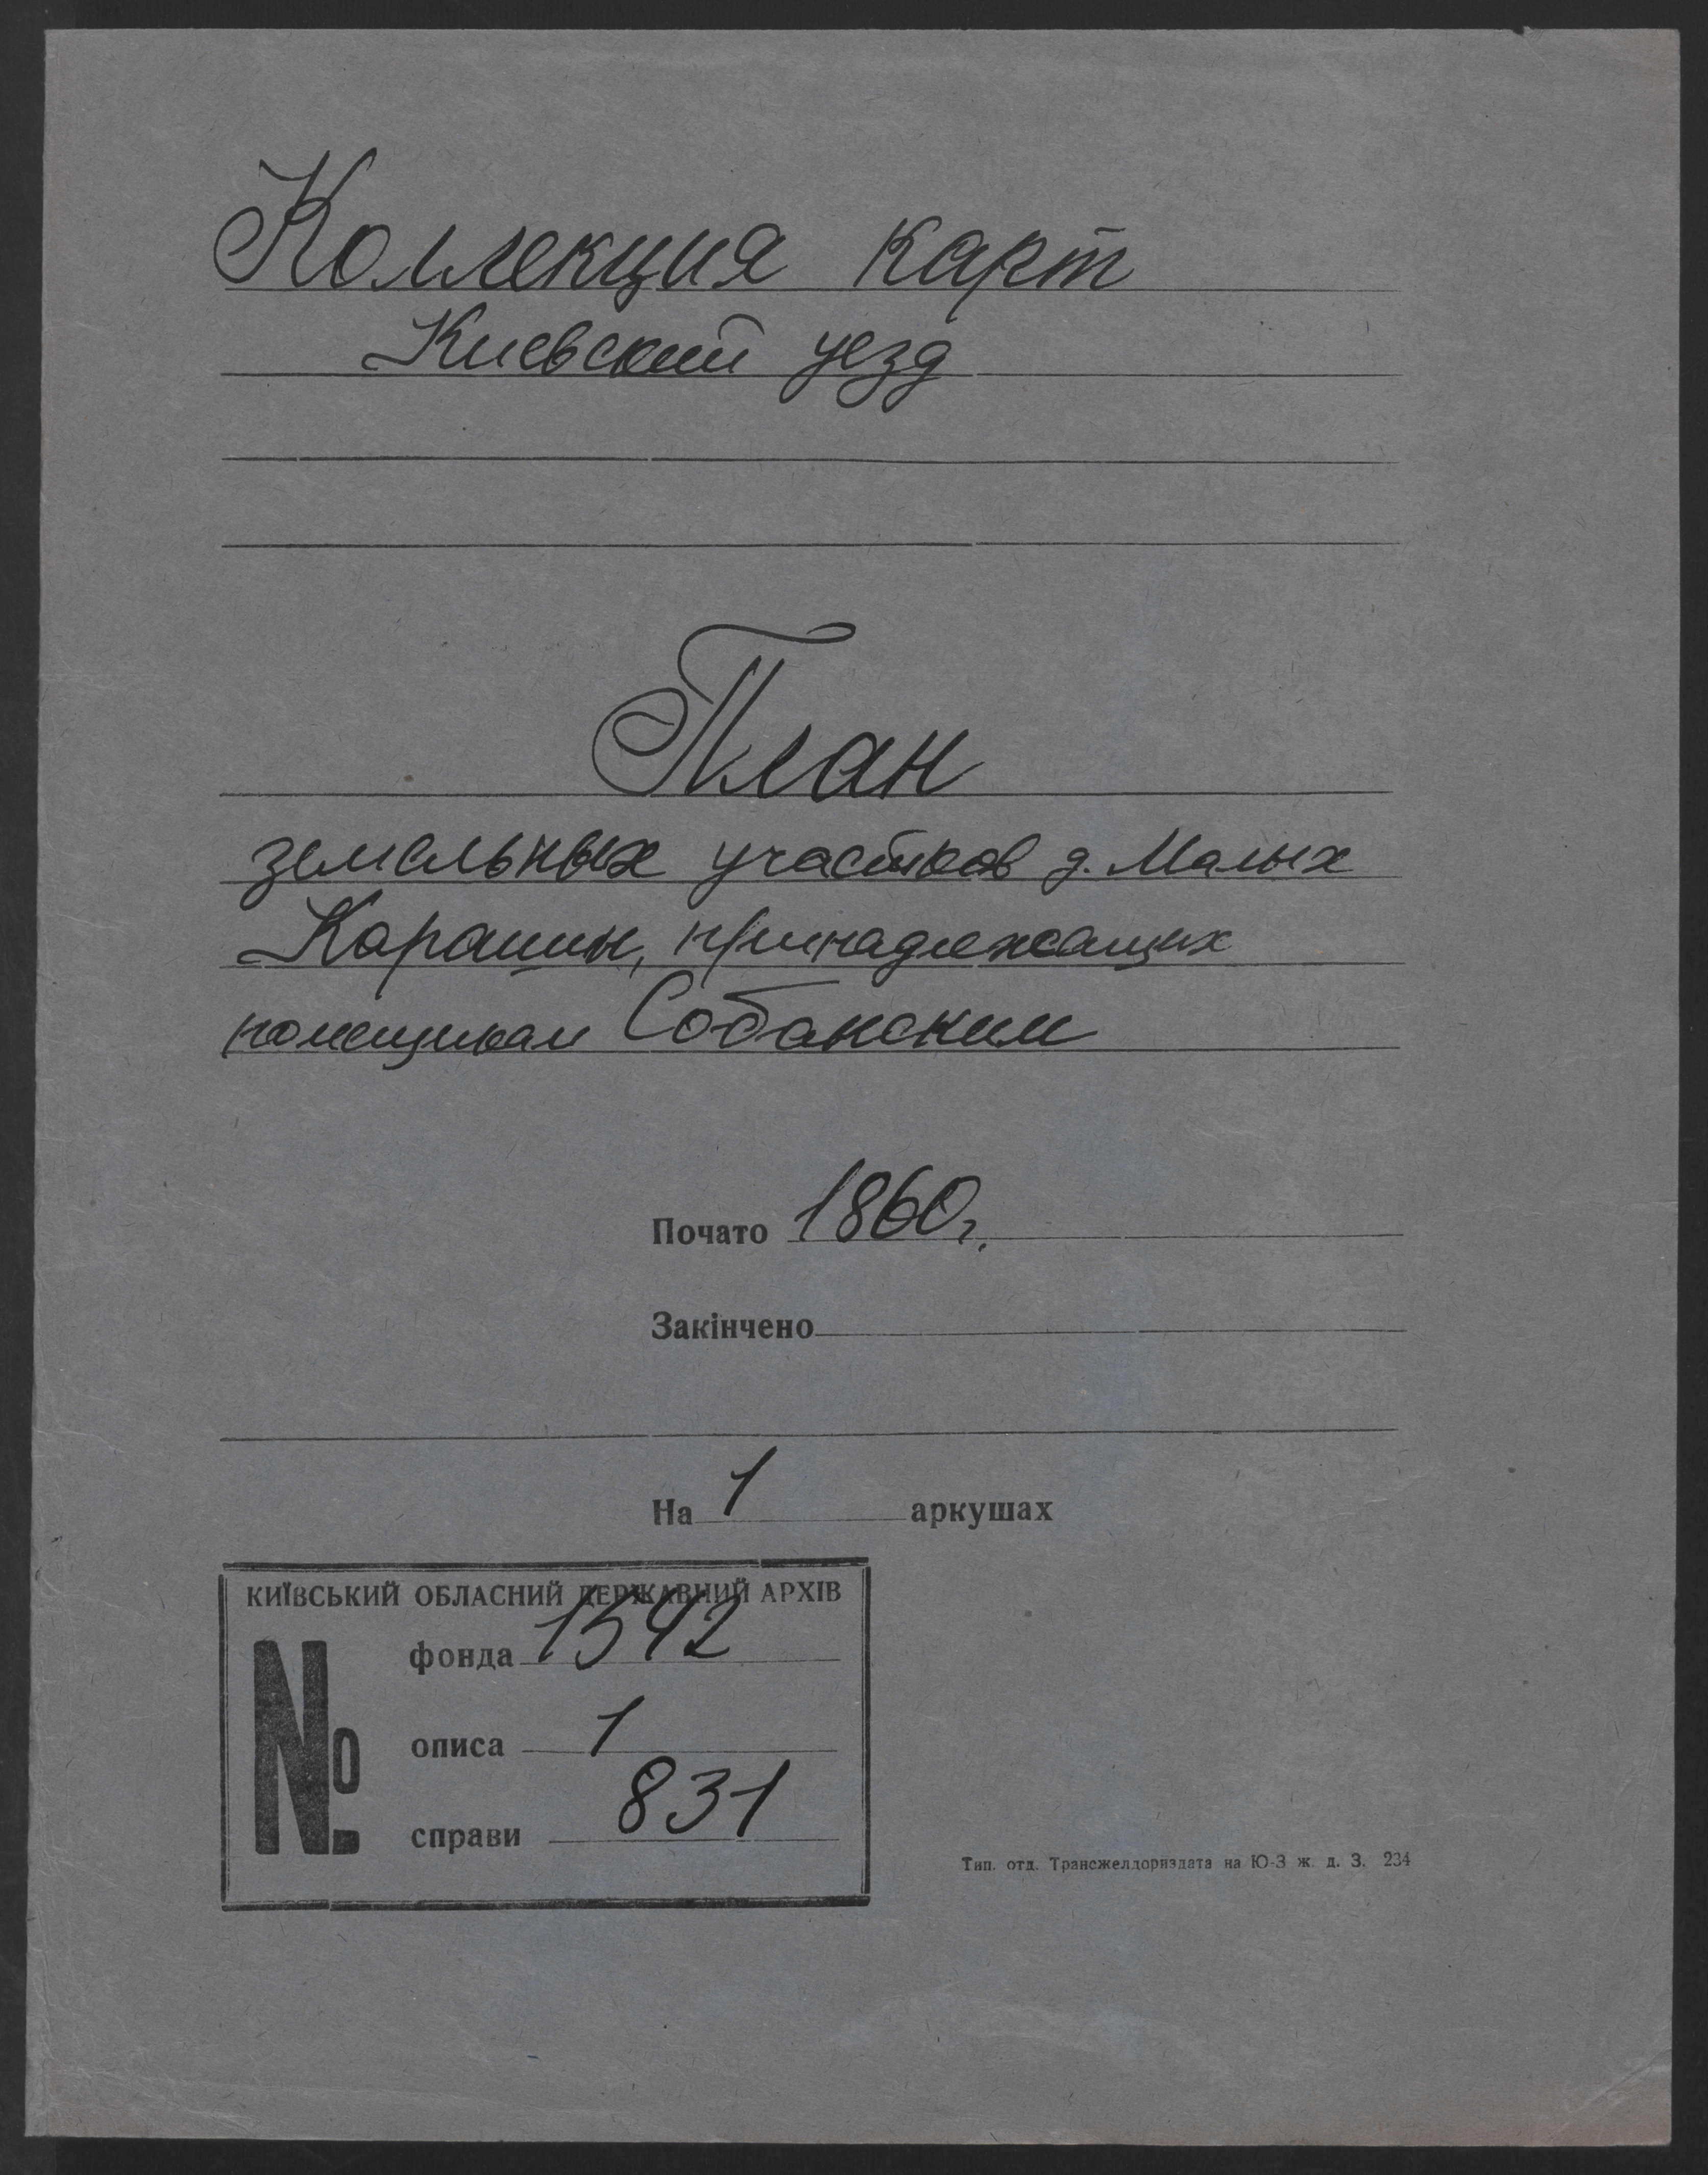 Коллекция карт
Киевский уезд
План
земельных участков д. Малых
Карашин, принадлежащих
помещикам Собанским
Почато 1860 г.
Закінчено
На 1 аркушах
КИЇВСЬКИЙ ОБЛАСНИЙ ДЕРЖАВНИЙ АРХІВ
№
фонда 1542
описа 1
справи 831
Тип. отд. Трансжелдориздата на Ю-З ж. д. З. 234